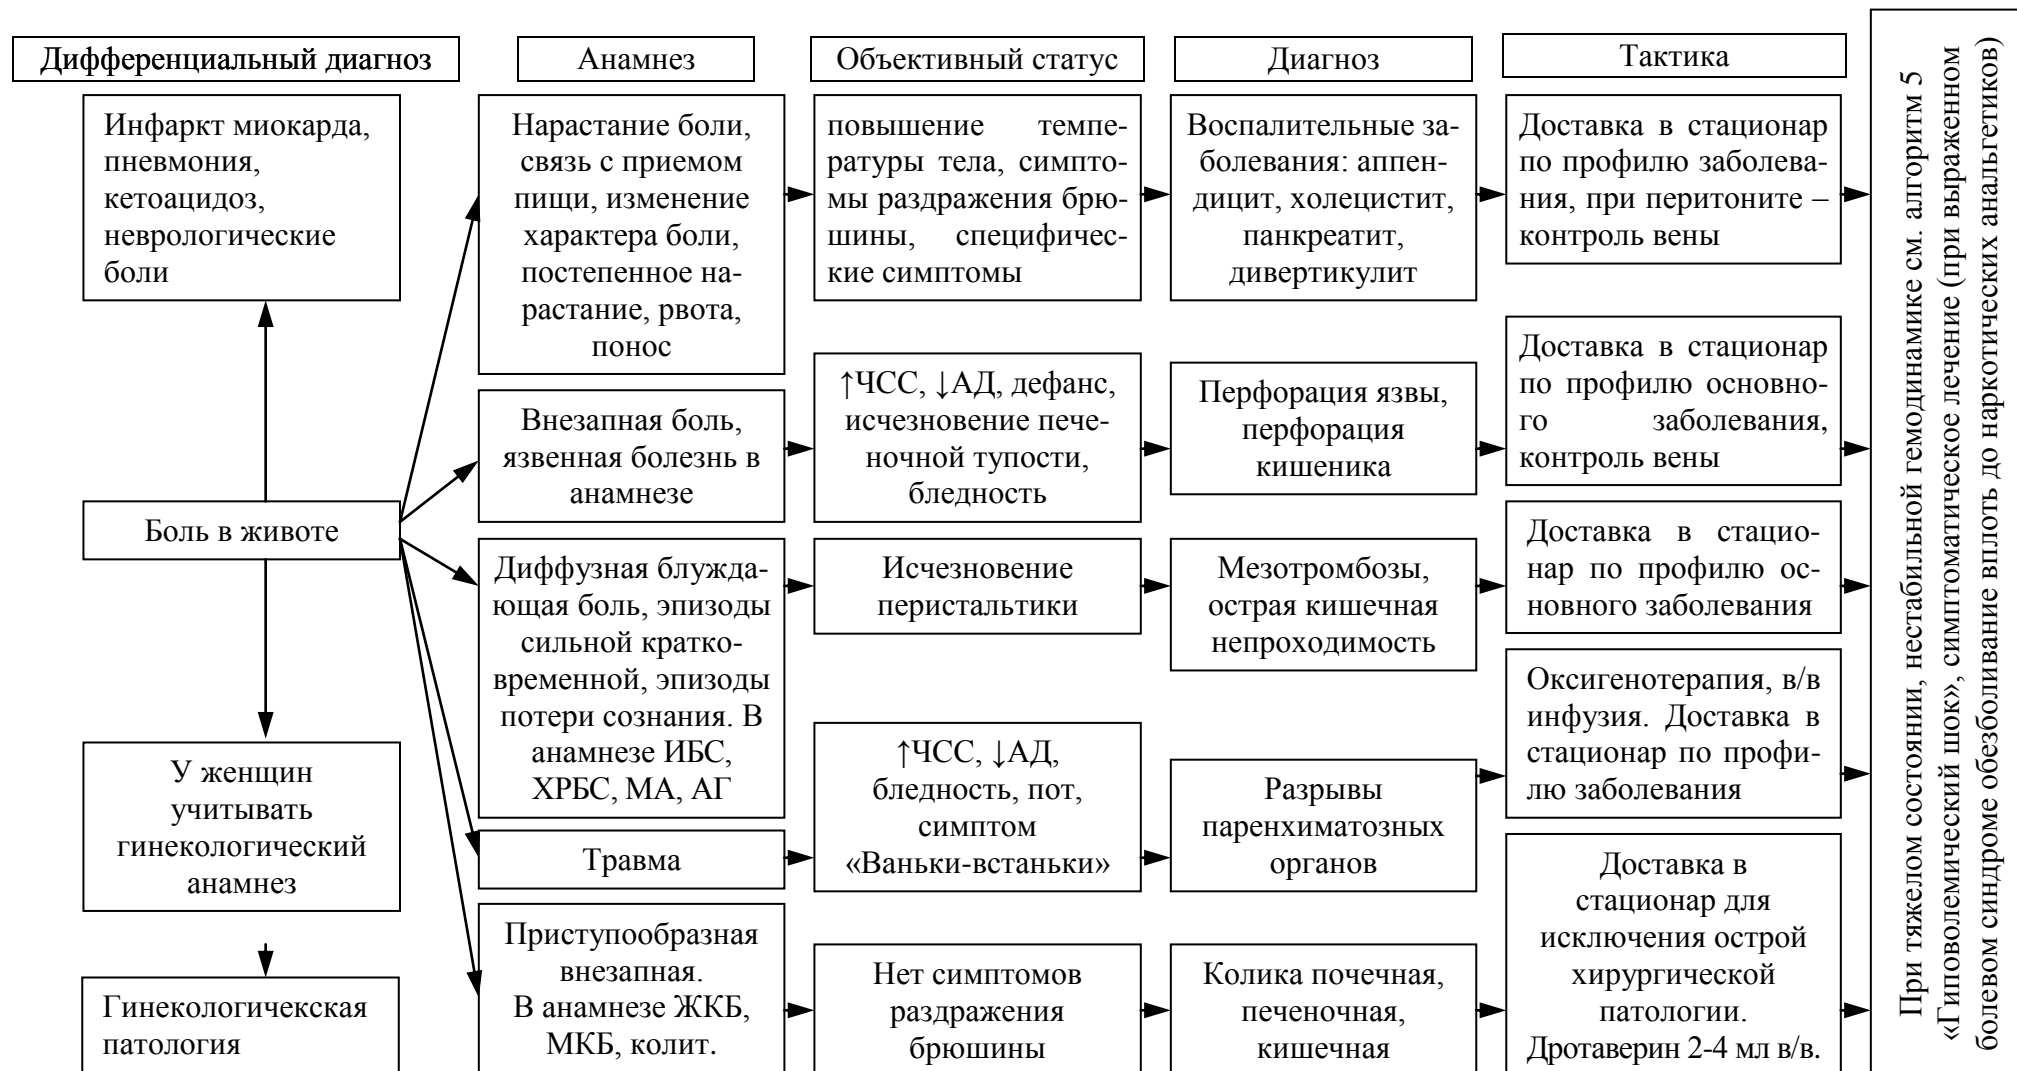 Дифференциальный диагноз
Анамнез
Объективный статус
Диагноз
Тактика
Инфаркт миокарда,
пневмония,
кетоацидоз,
неврологические
боли
Боль в животе
У женщин
учитывать
гинекологический
анамнез
Гинекологичекская
патология
Нарастание боли,
связь с приемом
пищи, изменение
характера боли,
постепенное на-
растание, рвота,
понос
повышение темпе-
ратуры тела, симпто-
мы раздражения брю-
шины, специфичес-
кие симптомы
Воспалительные за-
болевания: аппен-
дицит, холецистит,
панкреатит,
дивертикулит
Доставка в стационар
по профилю заболева-
ния, при перитоните –
контроль вены
Внезапная боль,
язвенная болезнь в
анамнезе
↑ЧСС, ↓АД, дефанс,
исчезновение пече-
ночной тупости,
бледность
Перфорация язвы,
перфорация
кишеника
Доставка в стационар
по профилю основно-
го заболевания,
контроль вены
Диффузная блужда-
ющая боль, эпизоды
сильной кратко-
временной, эпизоды
потери сознания. В
анамнезе ИБС,
ХРБС, МА, АГ
Исчезновение
перистальтики
Мезотромбозы,
острая кишечная
непроходимость
Доставка в стацио-
нар по профилю ос-
новного заболевания
Травма
↑ЧСС, ↓АД,
бледность, пот,
симптом
«Ваньки-встаньки»
Разрывы
паренхиматозных
органов
Оксигенотерапия, в/в
инфузия. Доставка в
стационар по профи-
лю заболевания
Приступообразная
внезапная.
В анамнезе ЖКБ,
МКБ, колит.
Нет симптомов
раздражения
брюшины
Колика почечная,
печеночная,
кишечная
Доставка в
стационар для
исключения острой
хирургической
патологии.
Дротаверин 2-4 мл в/в.
При тяжелом состоянии, нестабильной гемодинамике см. алгоритм 5
«Гиповолемический шок», симптоматическое лечение (при выраженном
болевом синдроме обезболивание вплоть до наркотических анальгетиков)